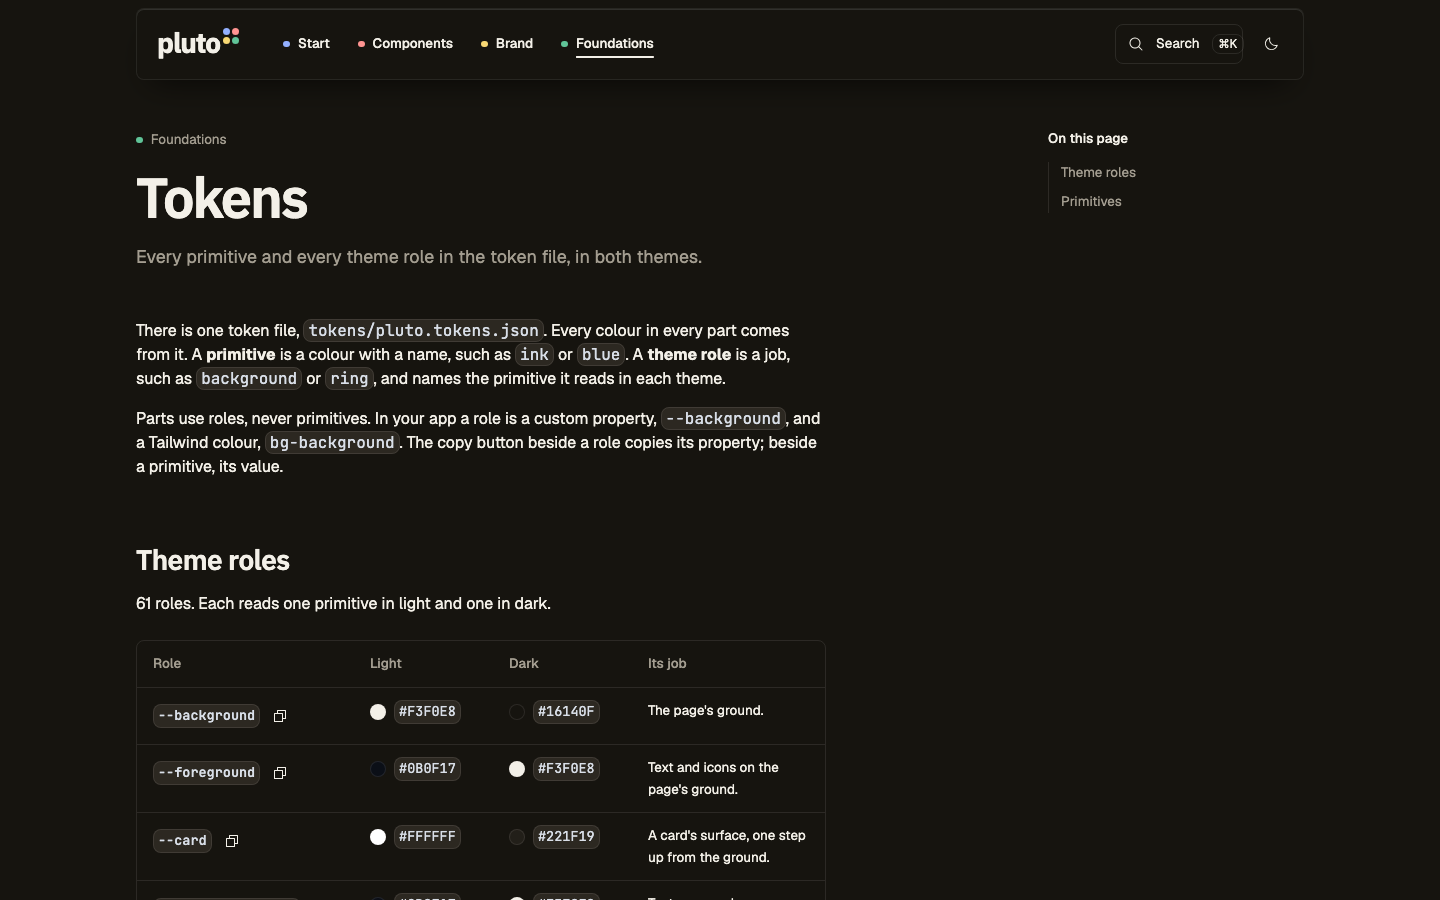 pluto
Start
Components
Brand
Foundations
Search
⌘K
Foundations
Tokens
Every primitive and every theme role in the token file, in both themes.
On this page
Theme roles
Primitives
There is one token file, tokens/pluto.tokens.json. Every colour in every part comes
from it. A primitive is a colour with a name, such as ink or blue. A theme role is a job,
such as background or ring, and names the primitive it reads in each theme.
Parts use roles, never primitives. In your app a role is a custom property, --background, and
a Tailwind colour, bg-background. The copy button beside a role copies its property; beside
a primitive, its value.
Theme roles
61 roles. Each reads one primitive in light and one in dark.
Role Light Dark Its job
--background #F3F0E8 #16140F The page's ground.
--foreground #0B0F17 #F3F0E8 Text and icons on the
page's ground.
--card #FFFFFF #221F19 A card's surface, one step
up from the ground.